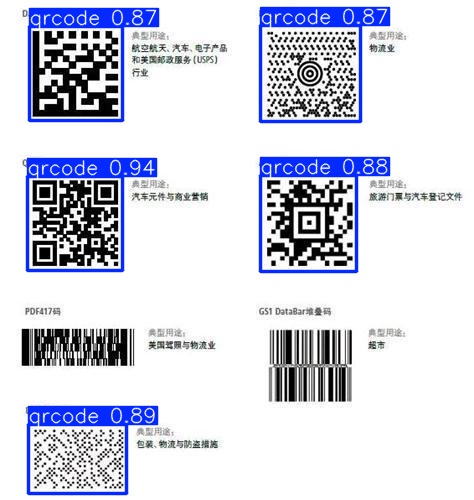 qrcode 0.87
典型用途:
航空航天、汽车、电子产品
和美国邮政服务(USPS)
行业
qrcode 0.87
典型用途:
物流业
qrcode 0.94
典型用途:
汽车元件与商业营销
qrcode 0.88
典型用途:
旅游门票与汽车登记文件
PDF417码
典型用途:
美国驾照与物流业
GS1 DataBar堆叠码
典型用途:
超市
qrcode 0.89
典型用途:
包装、物流与防盗措施